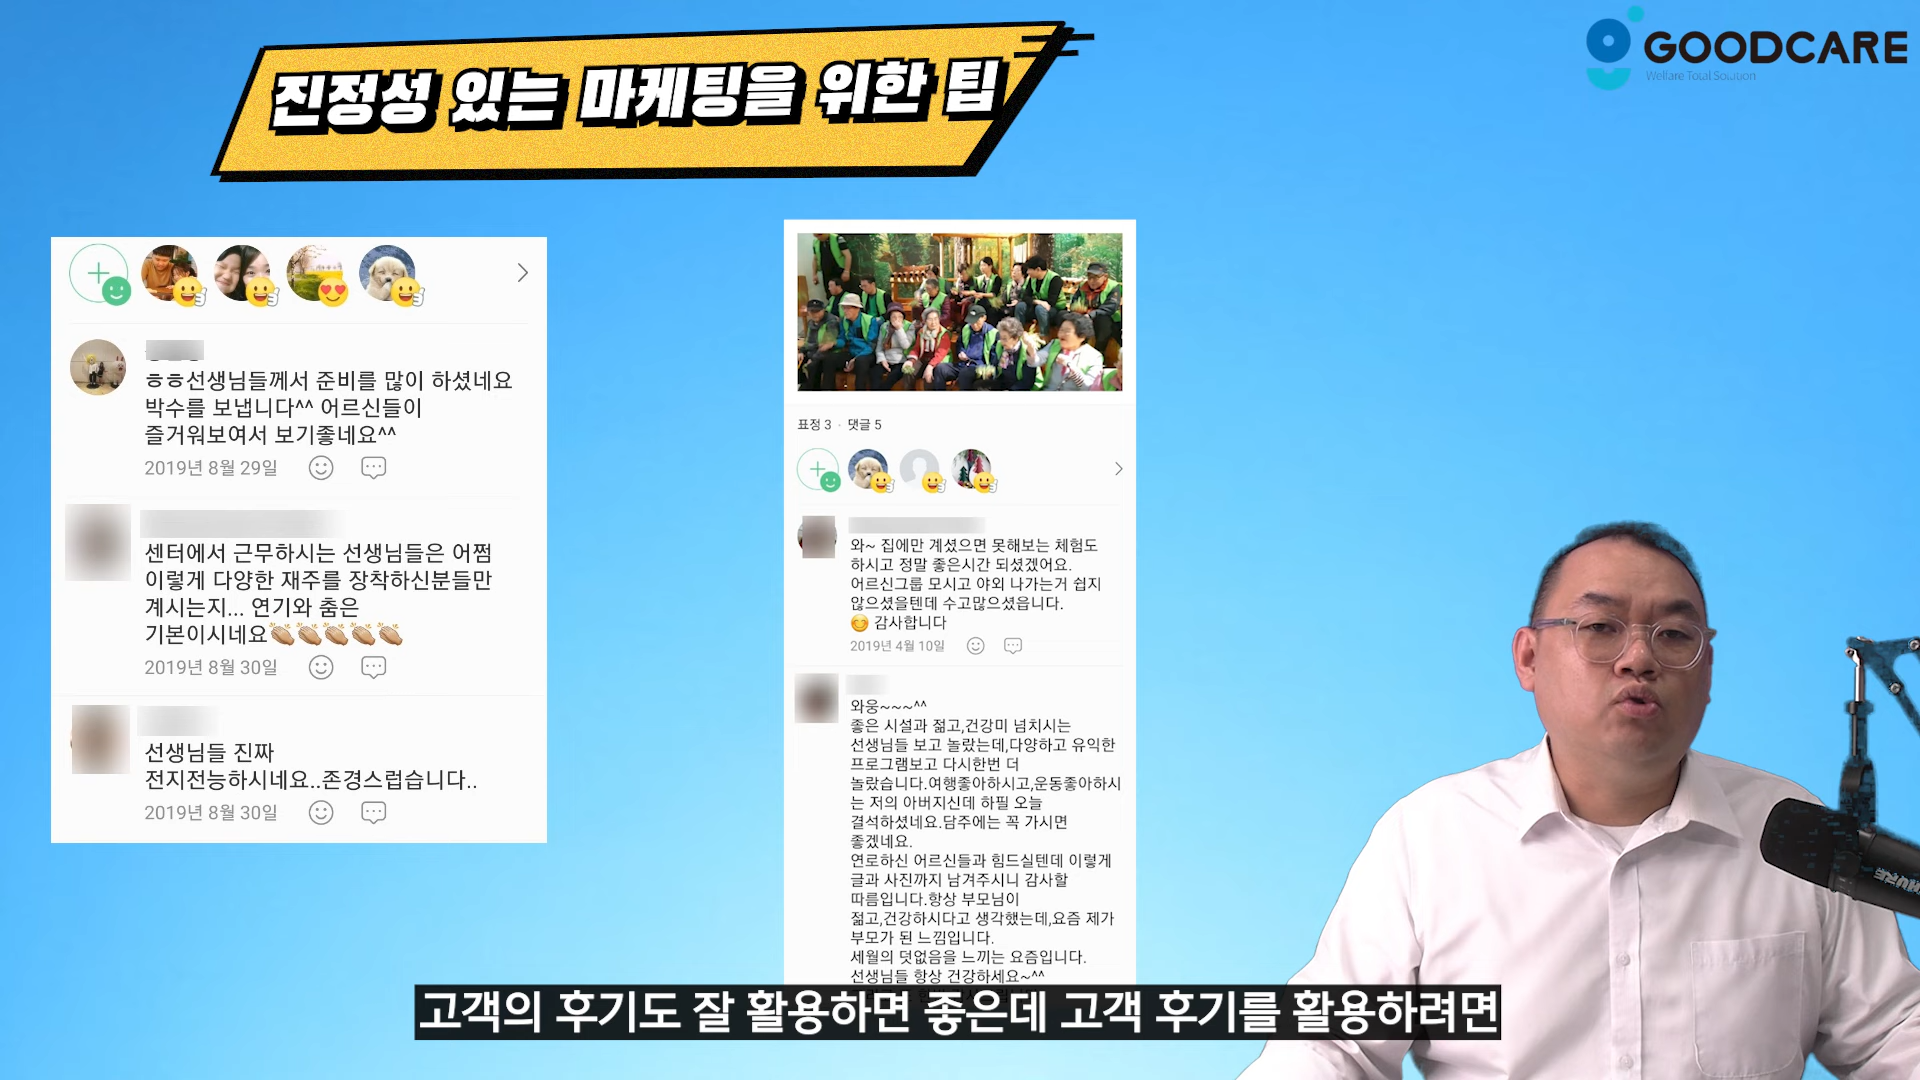 진정성 있는 마케팅을 위한 팁
GOODCARE
Welfare Total Solution
ㅎㅎ선생님들께서 준비를 많이 하셨네요
박수를 보냅니다^^ 어르신들이
즐거워보여서 보기좋네요^^
2019년 8월 29일
센터에서 근무하시는 선생님들은 어쩜
이렇게 다양한 재주를 장착하신분들만
계시는지... 연기와 춤은
기본이시네요👏👏👏👏👏
2019년 8월 30일
선생님들 진짜
전지전능하시네요..존경스럽습니다..
2019년 8월 30일
표정 3 · 댓글 5
와~ 집에만 계셨으면 못해보는 체험도
하시고 정말 좋은시간 되셨겠어요.
어르신그룹 모시고 야외 나가는거 쉽지
않으셨을텐데 수고많으셨읍니다.
😊 감사합니다
2019년 4월 10일
와웅~~~^^
좋은 시설과 젊고,건강미 넘치시는
선생님들 보고 놀랐는데,다양하고 유익한
프로그램보고 다시한번 더
놀랐습니다.여행좋아하시고,운동좋아하시
는 저의 아버지신데 하필 오늘
결석하셨네요.담주에는 꼭 가시면
좋겠네요.
연로하신 어르신들과 힘드실텐데 이렇게
글과 사진까지 남겨주시니 감사할
따름입니다.항상 부모님이
젊고,건강하시다고 생각했는데,요즘 제가
부모가 된 느낌입니다.
세월의 덧없음을 느끼는 요즘입니다.
선생님들 항상 건강하세요~^^
고객의 후기도 잘 활용하면 좋은데 고객 후기를 활용하려면